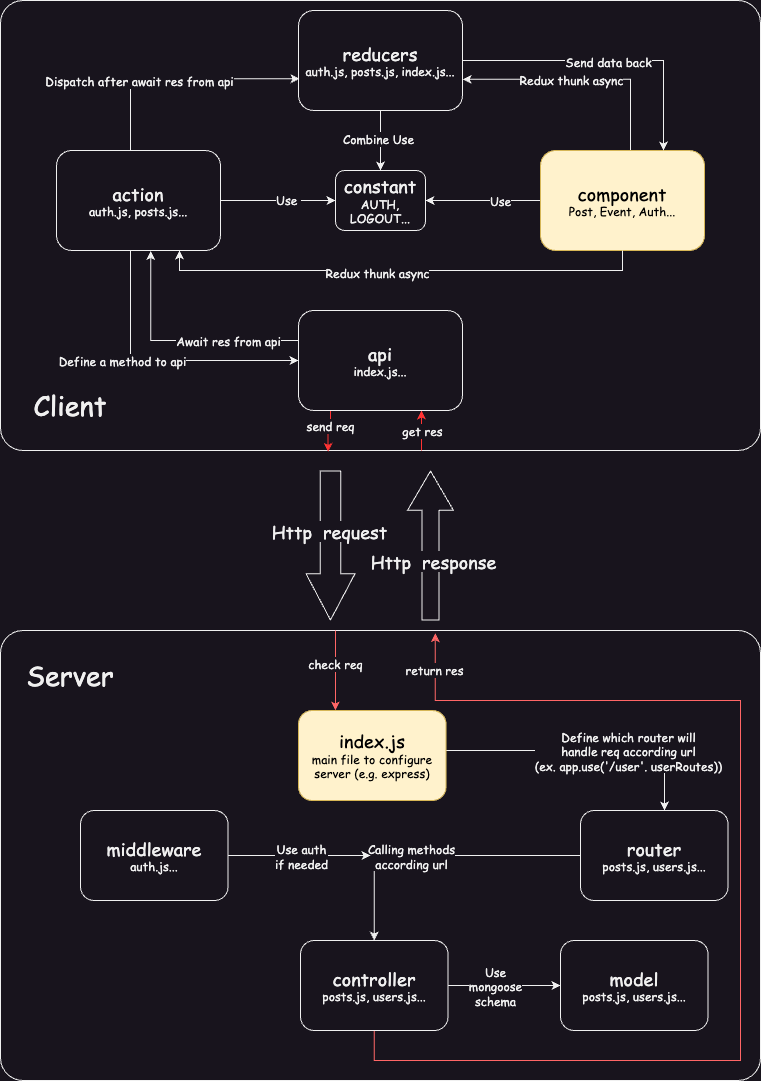 reducers
auth.js, posts.js, index.js...
Send data back
Dispatch after await res from api
Redux thunk async
Combine Use
action
auth.js, posts.js...
Use
constant
AUTH,
LOGOUT...
Use
component
Post, Event, Auth...
Redux thunk async
Await res from api
Define a method to api
api
index.js...
Client
send req
get res
Http request
Http response
Server
check req
return res
index.js
main file to configure
server (e.g. express)
Define which router will
handle req according url
(ex. app.use('/user'. userRoutes))
middleware
auth.js...
Use auth
if needed
Calling methods
according url
router
posts.js, users.js...
controller
posts.js, users.js...
Use
mongoose
schema
model
posts.js, users.js...